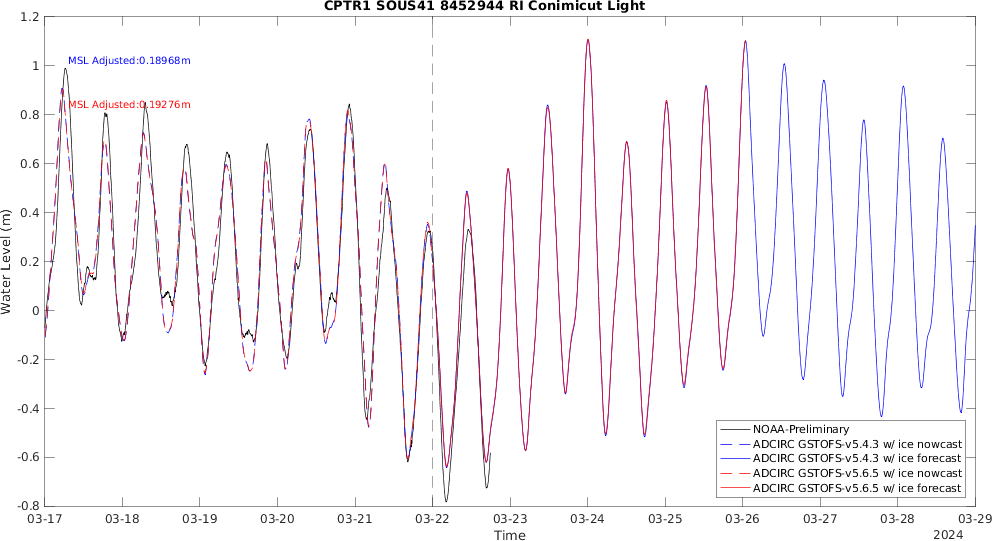 CPTR1 SOUS41 8452944 RI Conimicut Light
1.2
1
0.8
0.6
0.4
0.2
0
-0.2
-0.4
-0.6
-0.8
Water Level (m)
MSL Adjusted:0.18968m
MSL Adjusted:0.19276m
NOAA-Preliminary
ADCIRC GSTOFS-v5.4.3 w/ ice nowcast
ADCIRC GSTOFS-v5.4.3 w/ ice forecast
ADCIRC GSTOFS-v5.6.5 w/ ice nowcast
ADCIRC GSTOFS-v5.6.5 w/ ice forecast
03-17 03-18 03-19 03-20 03-21 03-22 03-23 03-24 03-25 03-26 03-27 03-28 03-29
Time
2024